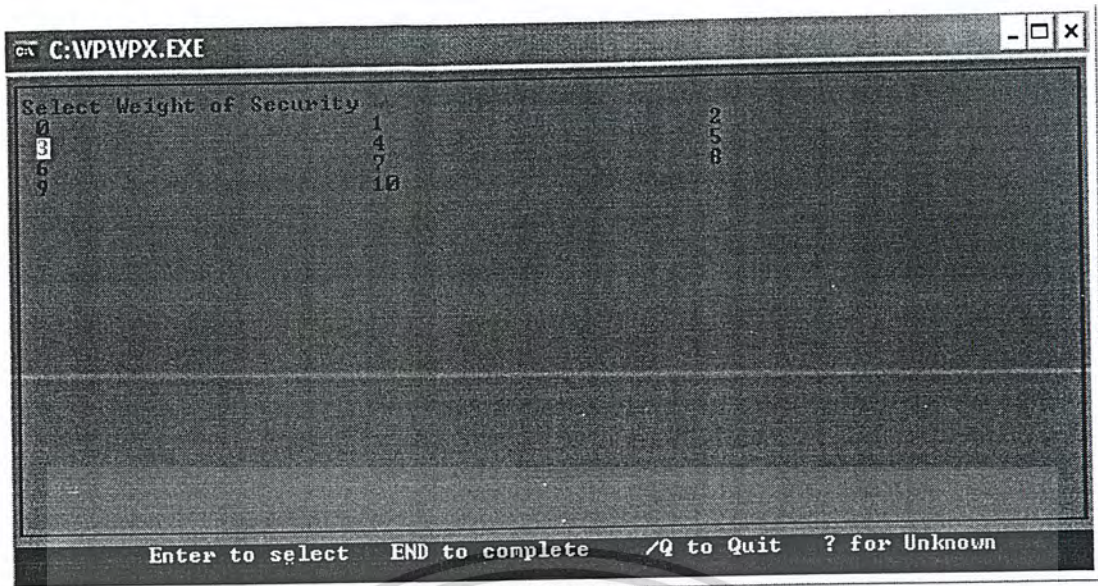 C:\VP\VPX.EXE
Select Weight of Security
0 1 2
3 4 5
6 7 8
9 10
Enter to select END to complete /Q to Quit ? for Unknown